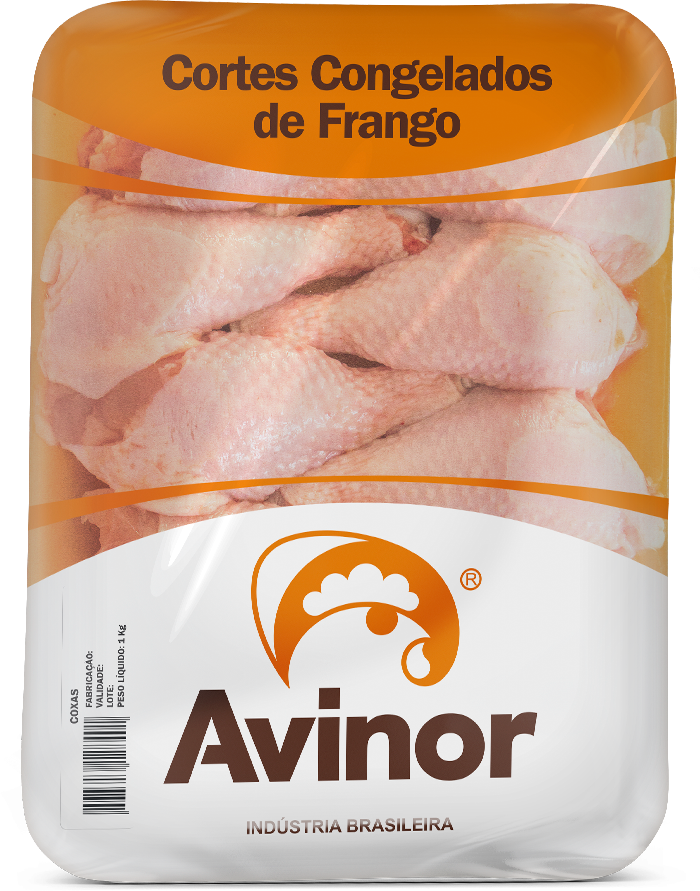 Cortes Congelados
de Frango
®
Avinor
INDÚSTRIA BRASILEIRA
COXAS
FABRICAÇÃO:
VALIDADE:
LOTE:
PESO LÍQUIDO: 1 Kg